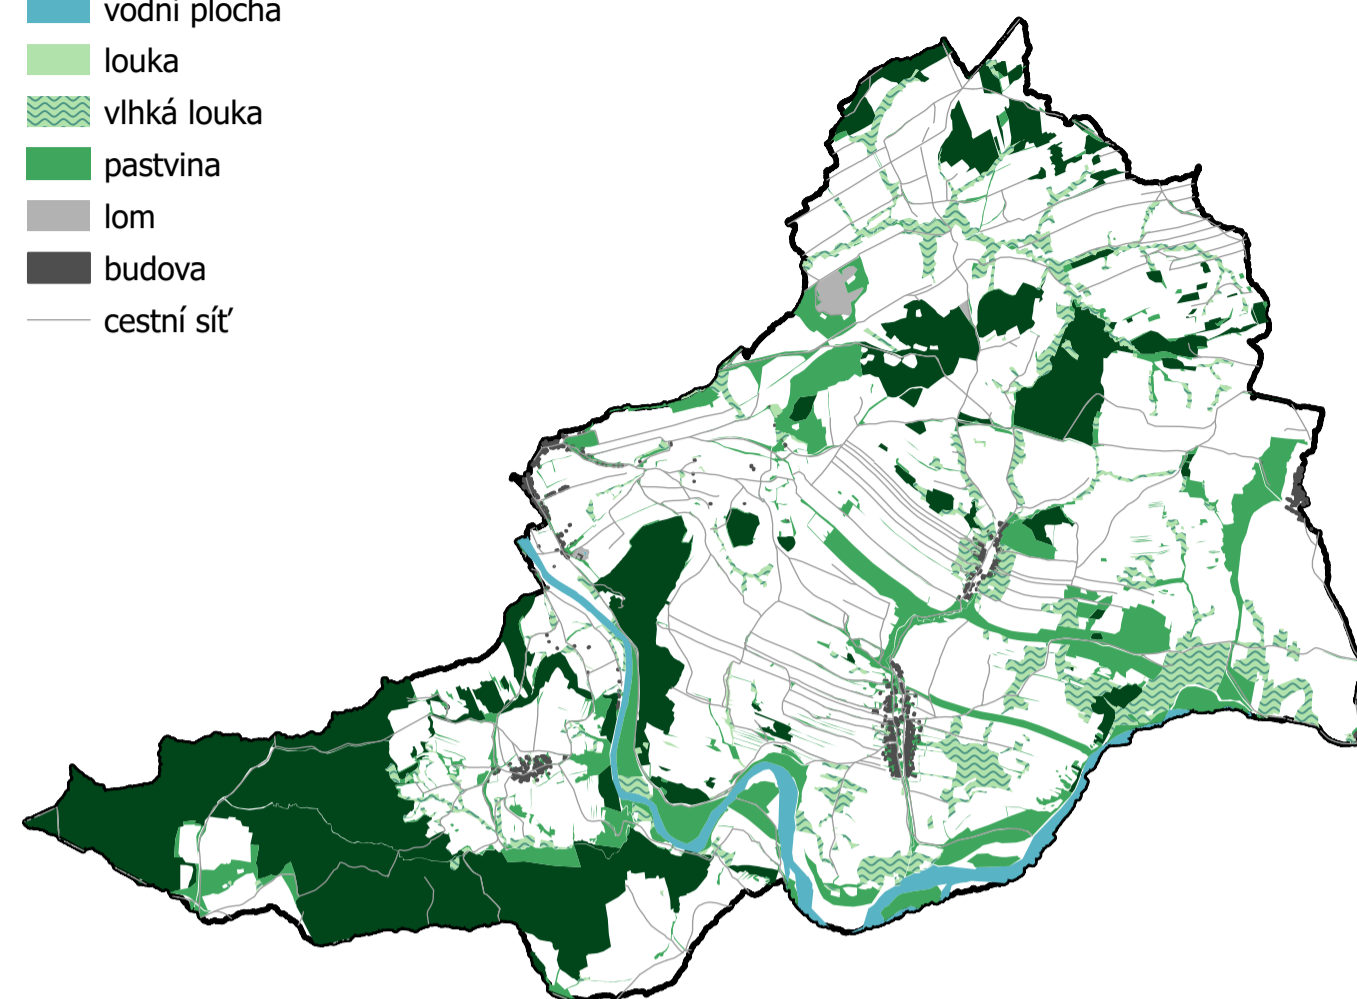 vodní plocha
louka
vlhká louka
pastvina
lom
budova
cestní síť